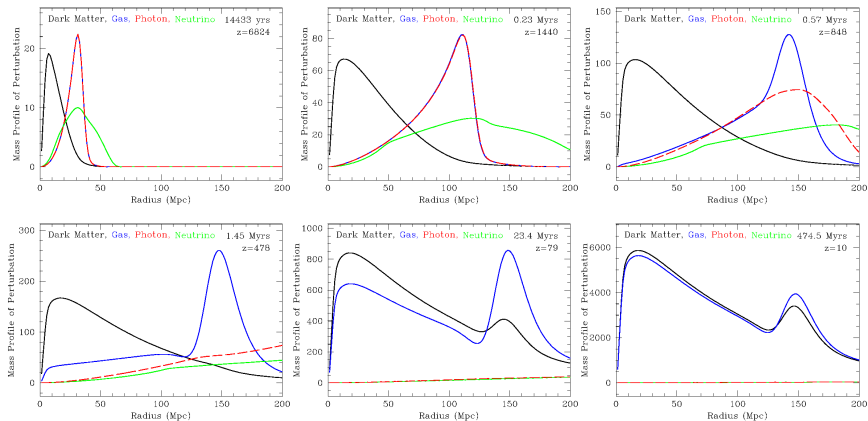 Dark Matter, Gas, Photon, Neutrino 14433 yrs
z=6824
Mass Profile of Perturbation
0 10 20
0 50 100 150 200
Radius (Mpc)
Dark Matter, Gas, Photon, Neutrino 0.23 Myrs
z=1440
Mass Profile of Perturbation
0 20 40 60 80
0 50 100 150 200
Radius (Mpc)
Dark Matter, Gas, Photon, Neutrino 0.57 Myrs
z=848
Mass Profile of Perturbation
0 50 100 150
0 50 100 150 200
Radius (Mpc)
Dark Matter, Gas, Photon, Neutrino 1.45 Myrs
z=478
Mass Profile of Perturbation
0 100 200 300
0 50 100 150 200
Radius (Mpc)
Dark Matter, Gas, Photon, Neutrino 23.4 Myrs
z=79
Mass Profile of Perturbation
0 200 400 600 800 1000
0 50 100 150 200
Radius (Mpc)
Dark Matter, Gas, Photon, Neutrino 474.5 Myrs
z=10
Mass Profile of Perturbation
0 2000 4000 6000
0 50 100 150 200
Radius (Mpc)